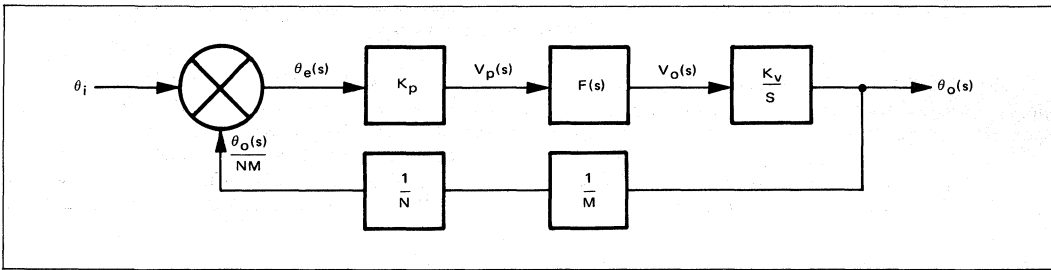 θi
θe(s)
Kp
Vp(s)
F(s)
Vo(s)
Kv
S
θo(s)
θo(s)
NM
1
N
1
M